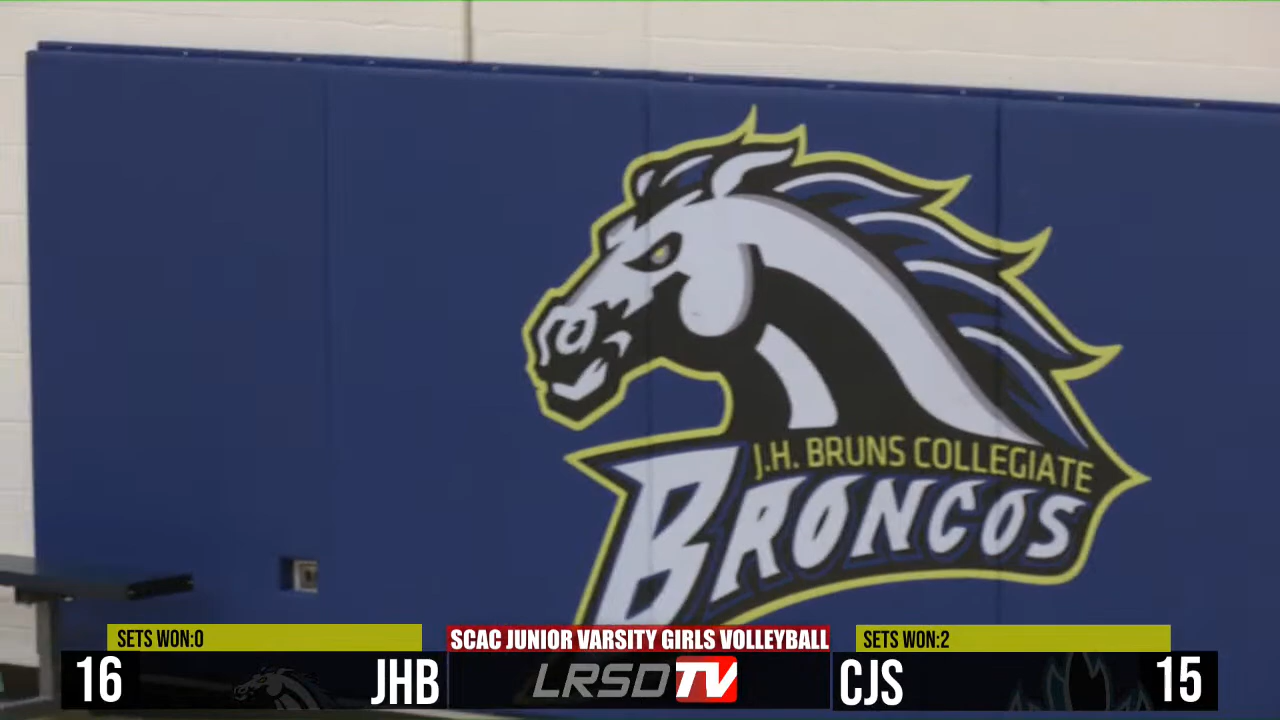 J.H. BRUNS COLLEGIATE
BRONCOS
SETS WON:0
SCAC JUNIOR VARSITY GIRLS VOLLEYBALL
SETS WON:2
16
JHB
LRSDTV
CJS
15